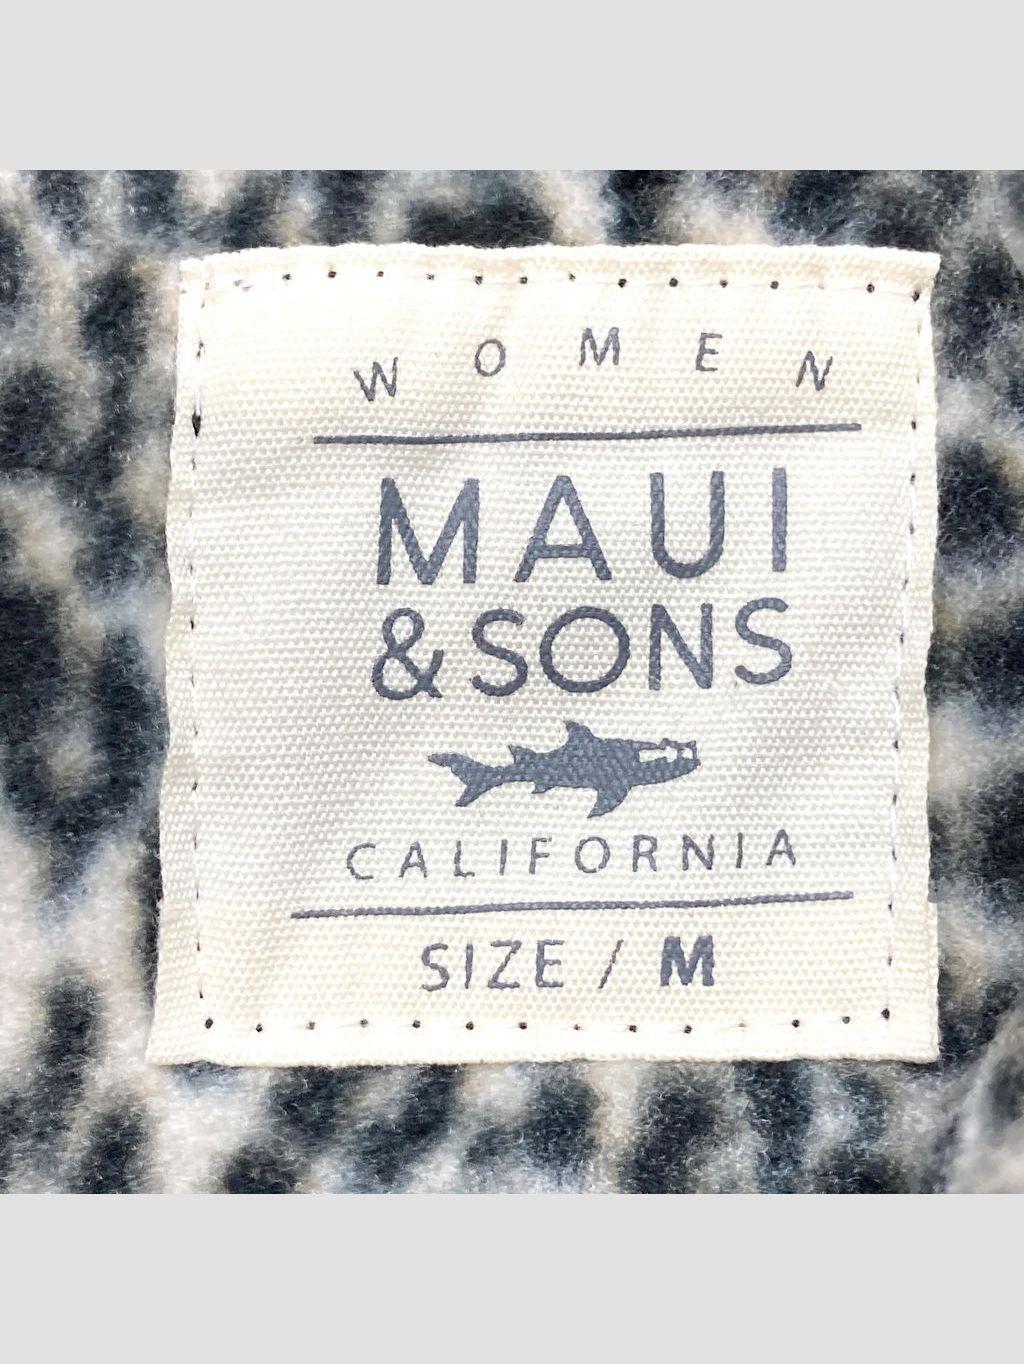 WOMEN
MAUI
& SONS
CALIFORNIA
SIZE / M